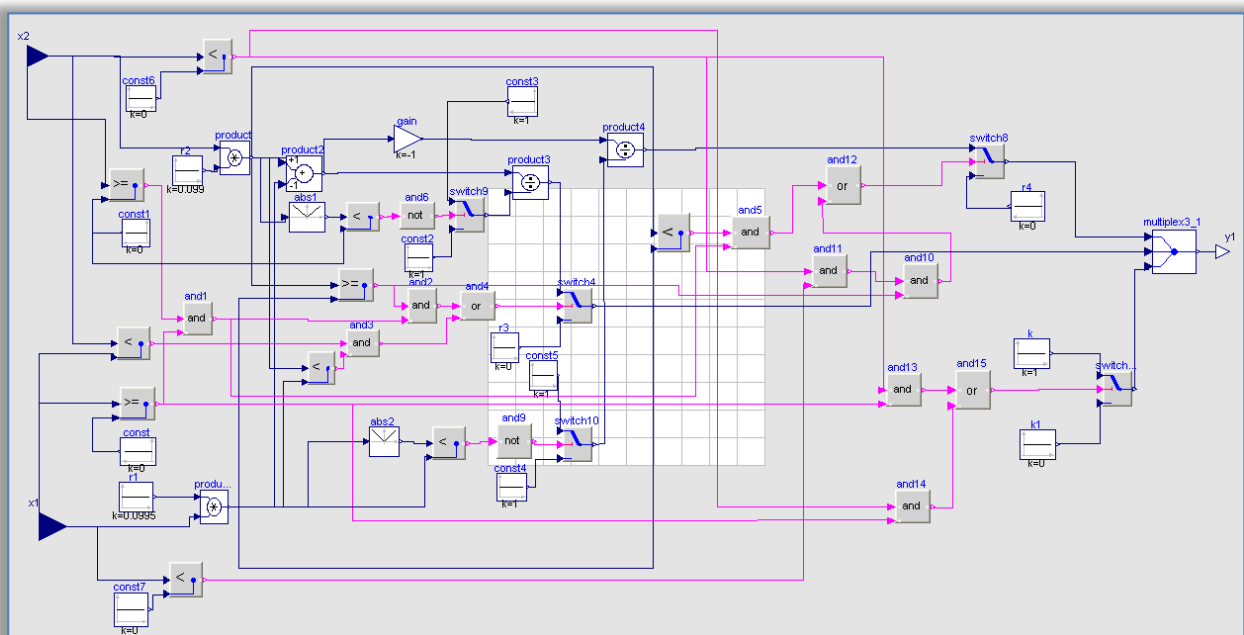 x2
<
const6
k=0
const3
k=1
gain
k=-1
product
r2
k=0.099
product2
+1
+
-1
product4
÷
product3
÷
switch8
and12
or
r4
k=0
>=
const1
k=0
abs1
<
and6
not
switch9
const2
k=1
<
and5
and
multiplex3_1
y1
and11
and
and10
and
>=
and2
and
and4
or
switch4
and1
and
<
and3
and
<
r3
k=0
const5
k=1
k
k=1
switch...
and13
and
and15
or
>=
const
k=0
abs2
<
and9
not
switch10
k1
k=0
const4
k=1
r1
k=0.0995
produ...
x1
and14
and
<
const7
k=0